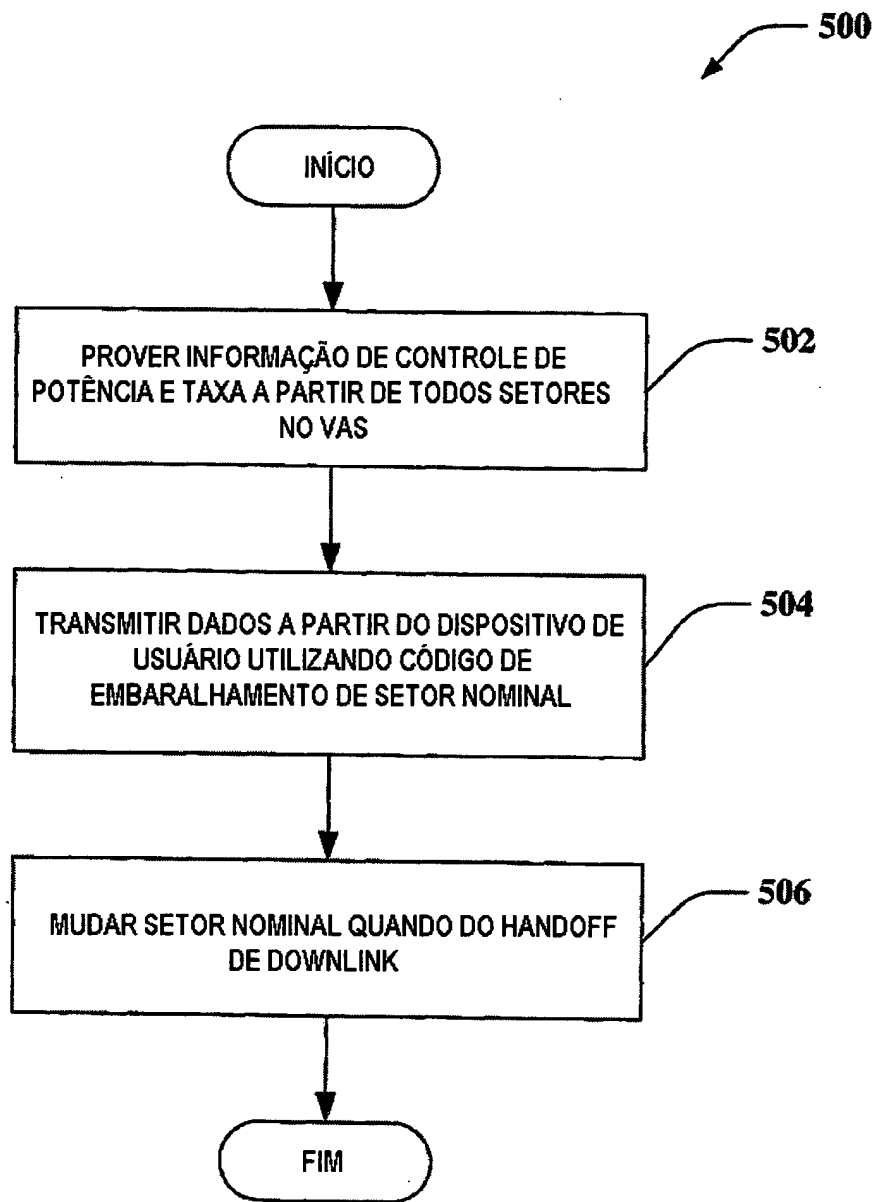 500
INÍCIO
PROVER INFORMAÇÃO DE CONTROLE DE
POTÊNCIA E TAXA A PARTIR DE TODOS SETORES
NO VAS
502
TRANSMITIR DADOS A PARTIR DO DISPOSITIVO DE
USUÁRIO UTILIZANDO CÓDIGO DE
EMBARALHAMENTO DE SETOR NOMINAL
504
MUDAR SETOR NOMINAL QUANDO DO HANDOFF
DE DOWNLINK
506
FIM